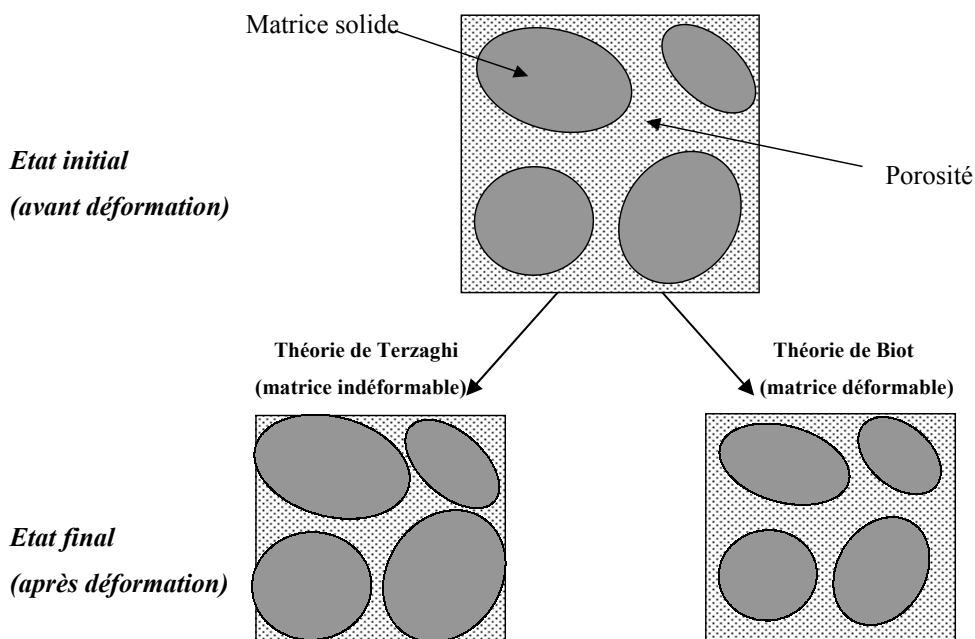 Matrice solide
Etat initial
(avant déformation)
Porosité
Théorie de Terzaghi
(matrice indéformable)
Théorie de Biot
(matrice déformable)
Etat final
(après déformation)